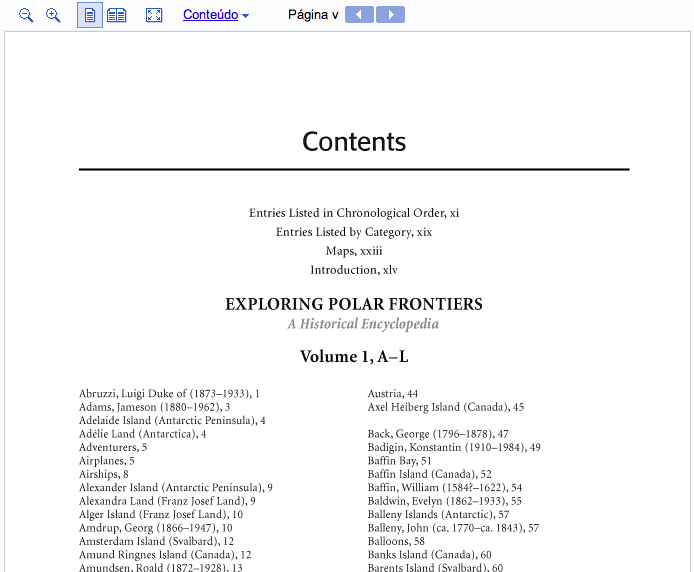 Conteúdo
Página v
Contents
Entries Listed in Chronological Order, xi
Entries Listed by Category, xix
Maps, xxiii
Introduction, xlv
EXPLORING POLAR FRONTIERS
A Historical Encyclopedia
Volume 1, A–L
Abruzzi, Luigi Duke of (1873–1933), 1
Adams, Jameson (1880–1962), 3
Adelaide Island (Antarctic Peninsula), 4
Adélie Land (Antarctica), 4
Adventurers, 5
Airplanes, 5
Airships, 8
Alexander Island (Antarctic Peninsula), 9
Alexandra Land (Franz Josef Land), 9
Alger Island (Franz Josef Land), 10
Amdrup, Georg (1866–1947), 10
Amsterdam Island (Svalbard), 12
Amund Ringnes Island (Canada), 12
Amundsen, Roald (1872–1928), 13
Austria, 44
Axel Heiberg Island (Canada), 45
Back, George (1796–1878), 47
Badigin, Konstantin (1910–1984), 49
Baffin Bay, 51
Baffin Island (Canada), 52
Baffin, William (1584?–1622), 54
Baldwin, Evelyn (1862–1933), 55
Balleny Islands (Antarctic), 57
Balleny, John (ca. 1770–ca. 1843), 57
Balloons, 58
Banks Island (Canada), 60
Barents Island (Svalbard), 60